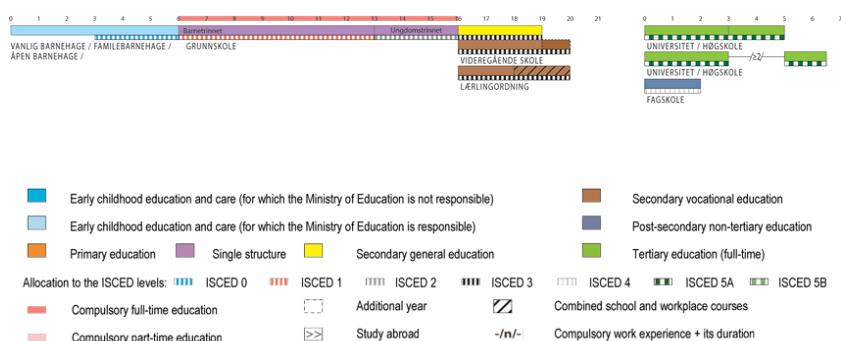 0 1 2 3 4 5 6 7 8 9 10 11 12 13 14 15 16 17 18 19 20 21 0 1 2 3 4 5 6 7
Barnetrinnet Ungdomstrinnet
VANLIG BARNEHAGE / FAMILEBARNEHAGE / GRUNNSKOLE
ÅPEN BARNEHAGE /
VIDEREGÅENDE SKOLE
LÆRLINGORDNING
UNIVERSITET / HØGSKOLE
-/≥2/-
UNIVERSITET / HØGSKOLE
FAGSKOLE
Early childhood education and care (for which the Ministry of Education is not responsible) Secondary vocational education
Early childhood education and care (for which the Ministry of Education is responsible) Post-secondary non-tertiary education
Primary education Single structure Secondary general education Tertiary education (full-time)
Allocation to the ISCED levels: ISCED 0 ISCED 1 ISCED 2 ISCED 3 ISCED 4 ISCED 5A ISCED 5B
Compulsory full-time education Additional year Combined school and workplace courses
Compulsory part-time education >> Study abroad -/n/- Compulsory work experience + its duration